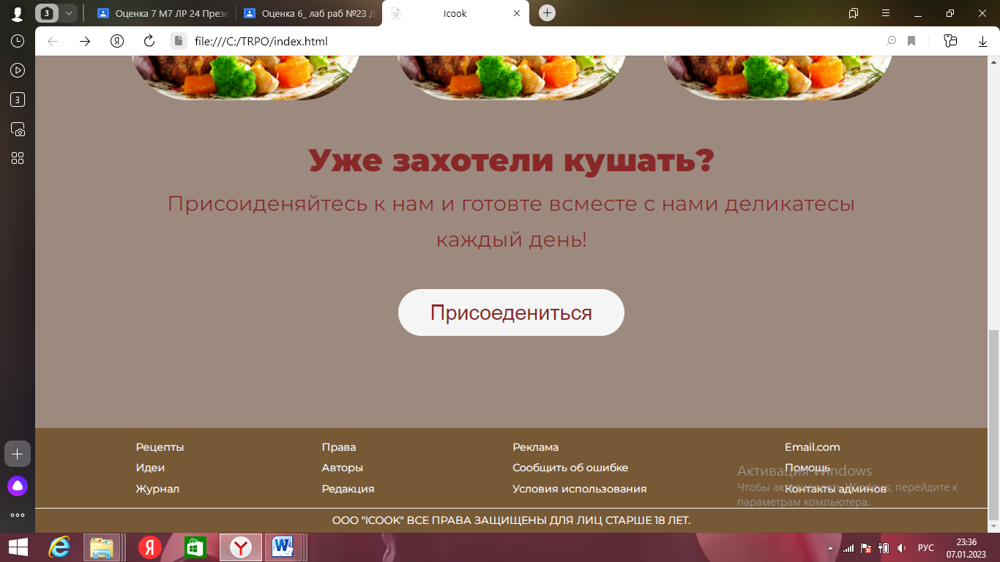 3
Оценка 7 М7 ЛР 24 Презе
Оценка 6_ лаб раб №23 Д
Icook
Я
file:///C:/TRPO/index.html
3
Уже захотели кушать?
Присоиденяйтесь к нам и готовте всместе с нами деликатесы
каждый день!
Присоедениться
Рецепты
Права
Реклама
Email.com
Идеи
Авторы
Сообщить об ошибке
Помощь
Журнал
Редакция
Условия использования
Контакты админов
Активация Windows
Чтобы активировать Windows, перейдите к
параметрам компьютера.
ООО "ICOOK" ВСЕ ПРАВА ЗАЩИЩЕНЫ ДЛЯ ЛИЦ СТАРШЕ 18 ЛЕТ.
РУС
23:36
07.01.2023